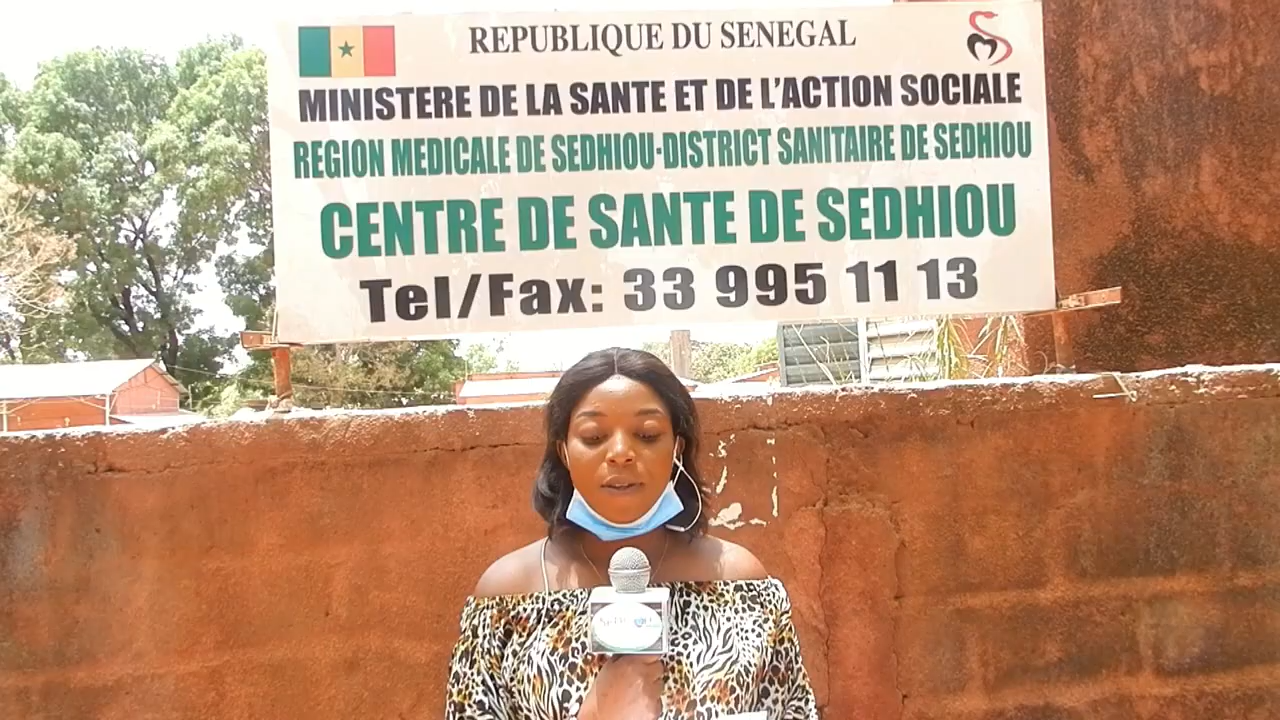 REPUBLIQUE DU SENEGAL
MINISTERE DE LA SANTE ET DE L'ACTION SOCIALE
REGION MEDICALE DE SEDHIOU-DISTRICT SANITAIRE DE SEDHIOU
CENTRE DE SANTE DE SEDHIOU
Tel/Fax: 33 995 11 13